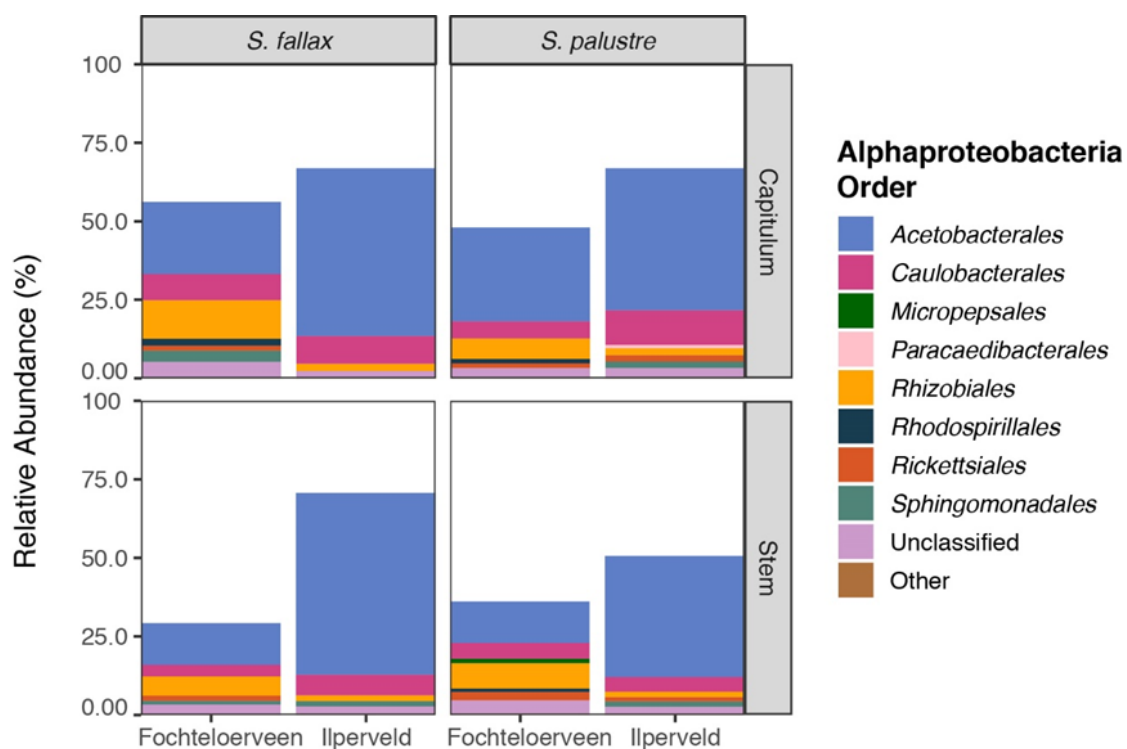 S. fallax
S. palustre
Relative Abundance (%)
100
75.0
50.0
25.0
0.00
Capitulum
100
75.0
50.0
25.0
0.00
Stem
Fochteloerveen
Ilperveld
Fochteloerveen
Ilperveld
Alphaproteobacteria
Order
Acetobacterales
Caulobacterales
Micropepsales
Paracaedibacterales
Rhizobiales
Rhodospirillales
Rickettsiales
Sphingomonadales
Unclassified
Other